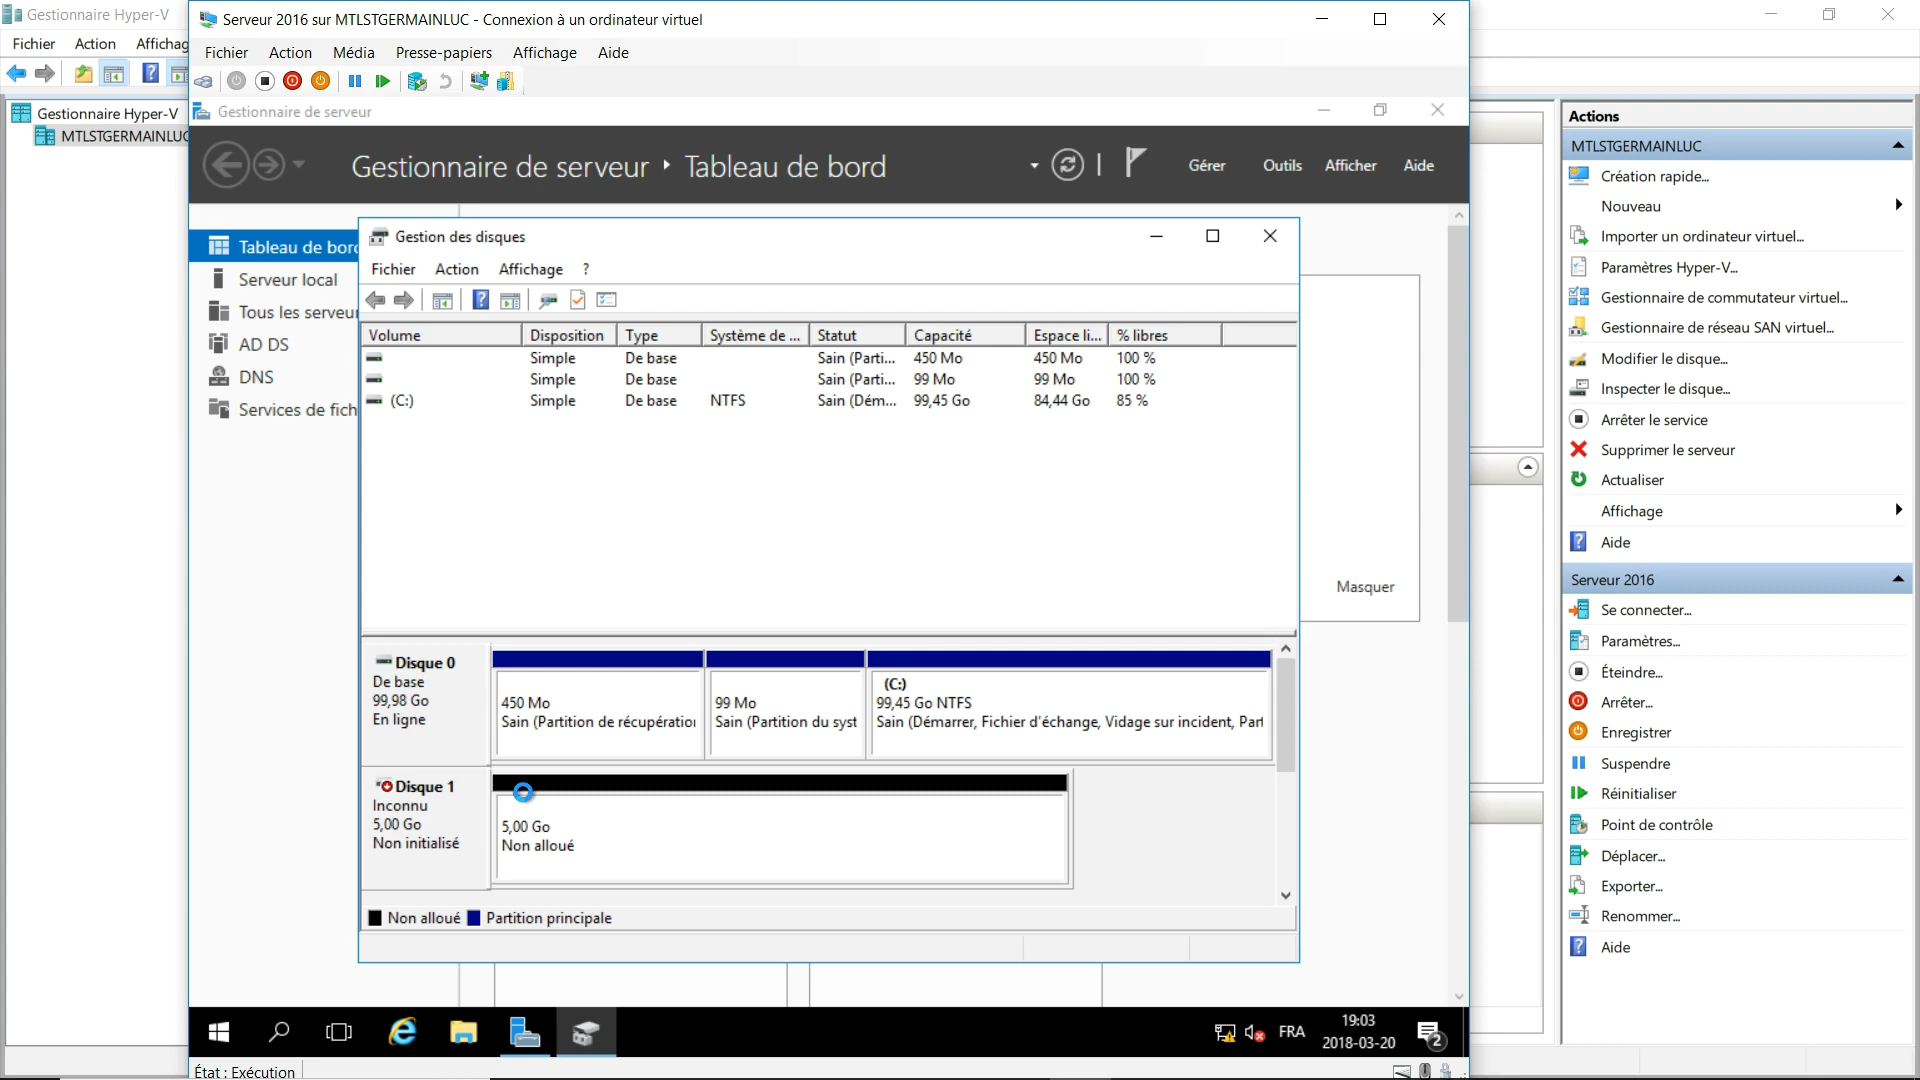 Gestionnaire Hyper-V
Fichier Action Affichag
Gestionnaire Hyper-V
MTLSTGERMAINLUC
Serveur 2016 sur MTLSTGERMAINLUC - Connexion à un ordinateur virtuel
Fichier Action Média Presse-papiers Affichage Aide
Gestionnaire de serveur
Gestionnaire de serveur Tableau de bord
Gérer Outils Afficher Aide
Tableau de bord
Serveur local
Tous les serveur
AD DS
DNS
Services de fich
Masquer
Gestion des disques
Fichier Action Affichage ?
Volume Disposition Type Système de ... Statut Capacité Espace li... % libres
Simple De base Sain (Parti... 450 Mo 450 Mo 100 %
Simple De base Sain (Parti... 99 Mo 99 Mo 100 %
(C:) Simple De base NTFS Sain (Dém... 99,45 Go 84,44 Go 85 %
Disque 0
De base
99,98 Go
En ligne
450 Mo
Sain (Partition de récupération
99 Mo
Sain (Partition du syst
(C:)
99,45 Go NTFS
Sain (Démarrer, Fichier d'échange, Vidage sur incident, Part
Disque 1
Inconnu
5,00 Go
Non initialisé
5,00 Go
Non alloué
Non alloué Partition principale
FRA
19:03
2018-03-20
2
État : Exécution
Actions
MTLSTGERMAINLUC
Création rapide...
Nouveau
Importer un ordinateur virtuel...
Paramètres Hyper-V...
Gestionnaire de commutateur virtuel...
Gestionnaire de réseau SAN virtuel...
Modifier le disque...
Inspecter le disque...
Arrêter le service
Supprimer le serveur
Actualiser
Affichage
Aide
Serveur 2016
Se connecter...
Paramètres...
Éteindre...
Arrêter...
Enregistrer
Suspendre
Réinitialiser
Point de contrôle
Déplacer...
Exporter...
Renommer...
Aide